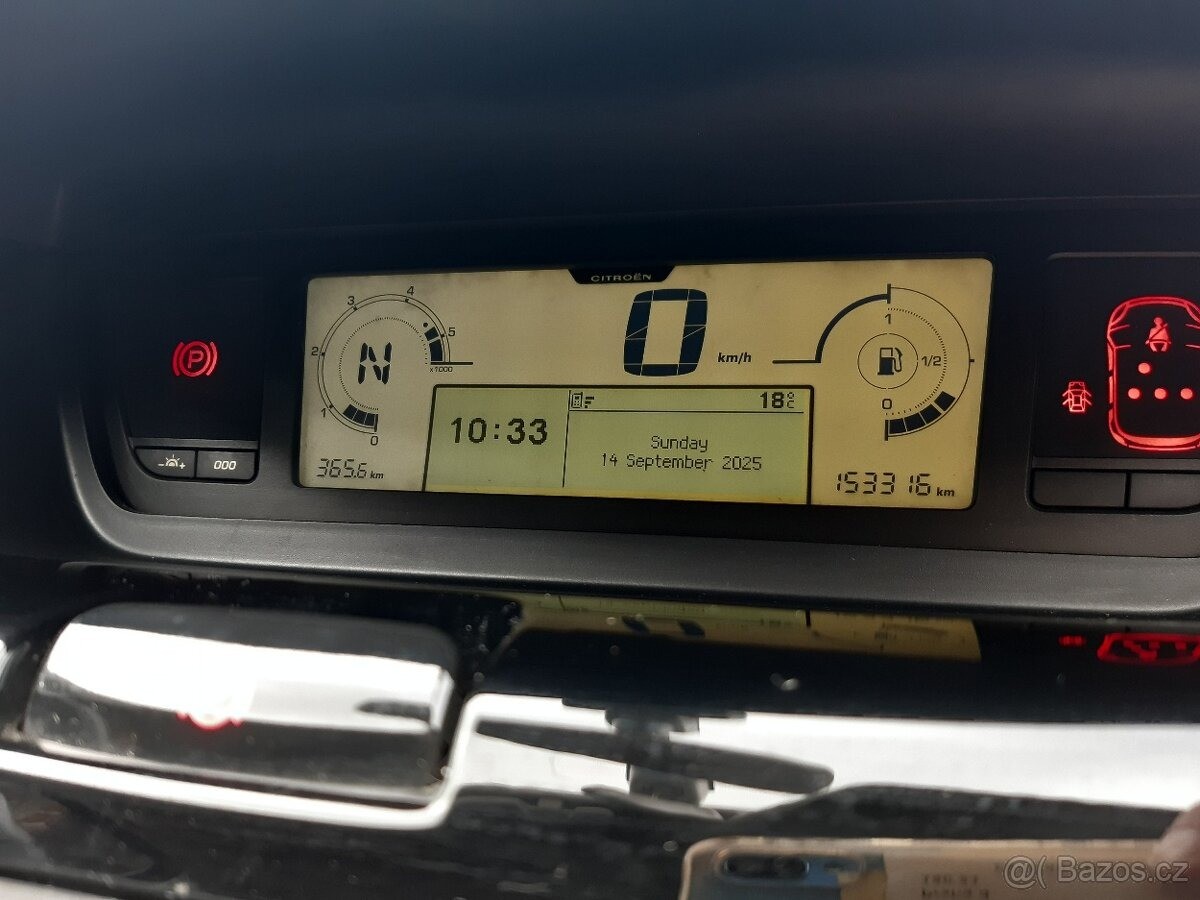 CITROËN
3
4
2
5
x1000
1
0
N
0
km/h
1
1/2
0
P
- +
000
10:33
18°C
Sunday
14 September 2025
365.6 km
153316 km
@( Bazos.cz